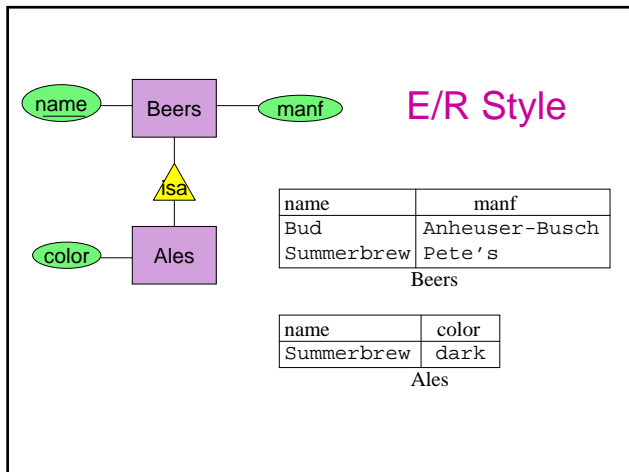 name
Beers
manf
E/R Style
isa
color
Ales
name manf
Bud Anheuser-Busch
Summerbrew Pete's
Beers
name color
Summerbrew dark
Ales